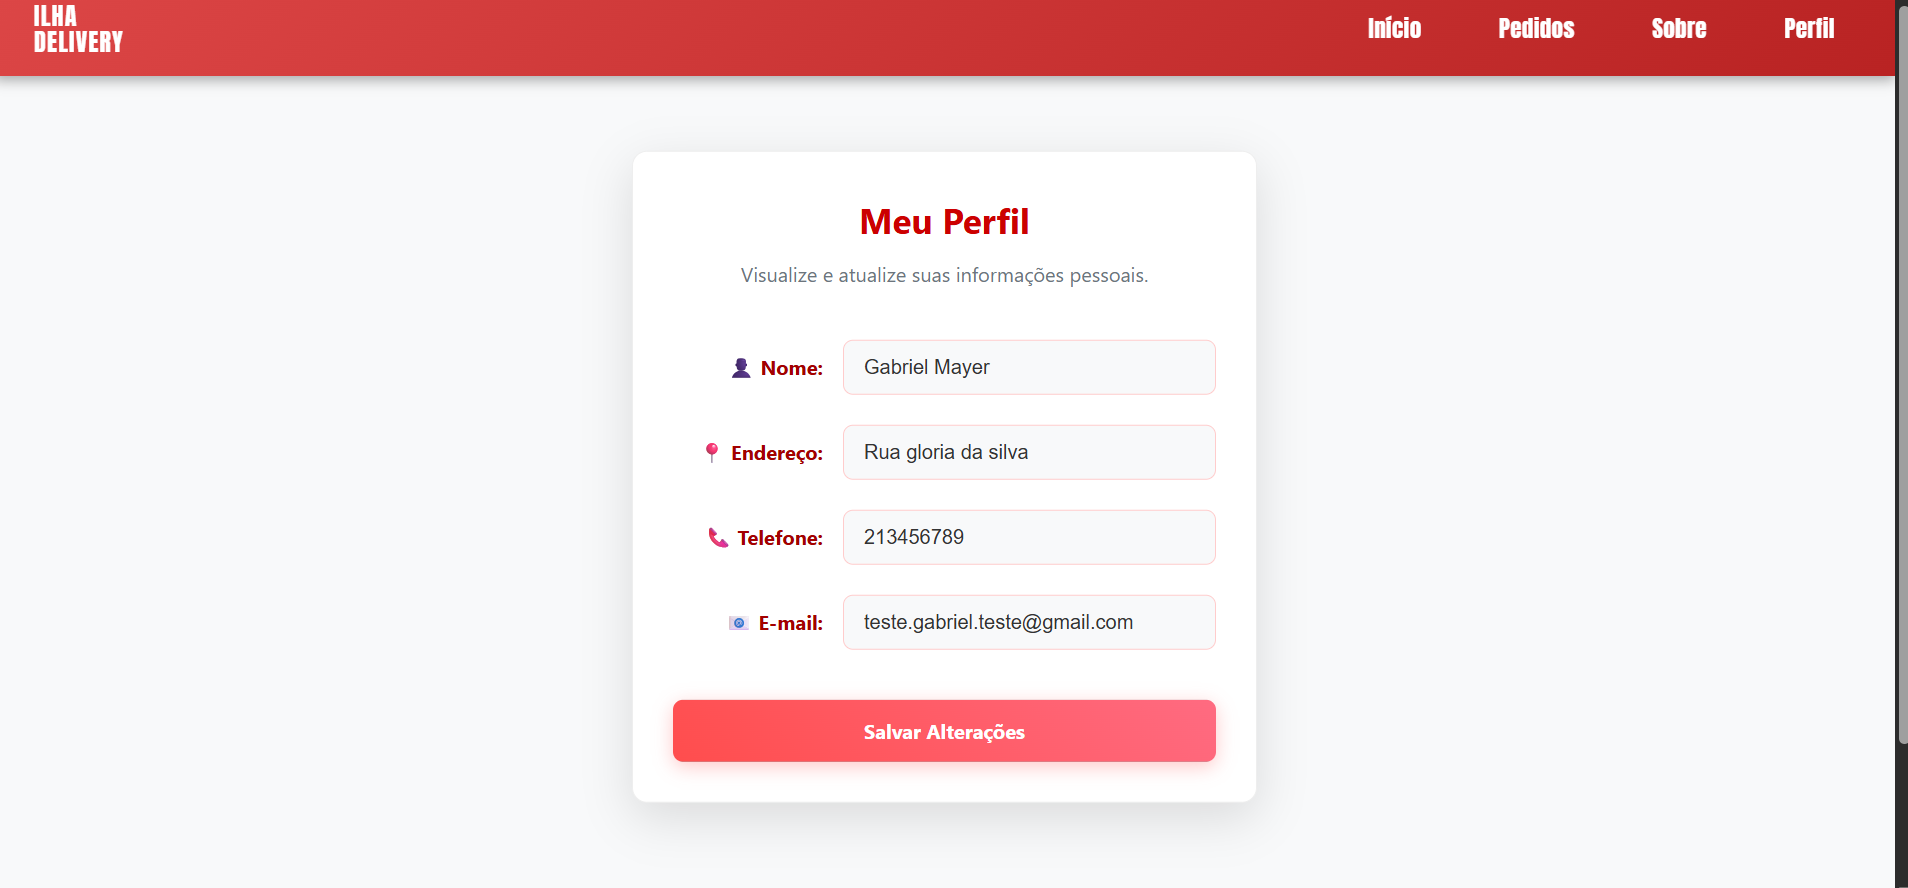 ILHA
DELIVERY
Início Pedidos Sobre Perfil
Meu Perfil
Visualize e atualize suas informações pessoais.
Nome: Gabriel Mayer
Endereço: Rua gloria da silva
Telefone: 213456789
E-mail: teste.gabriel.teste@gmail.com
Salvar Alterações